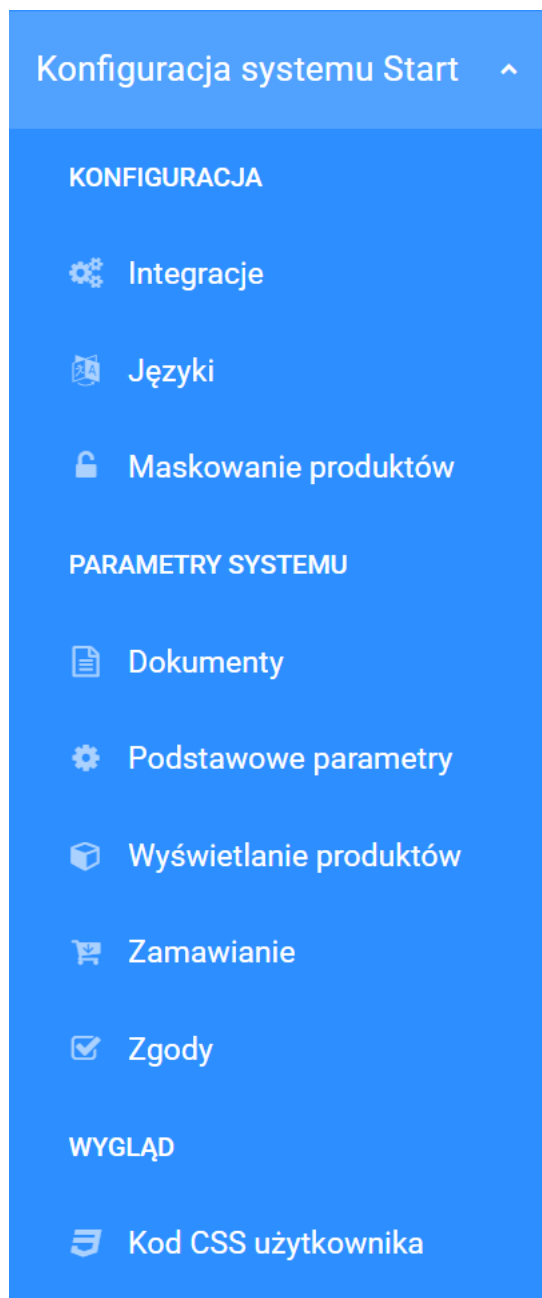 Konfiguracja systemu Start
KONFIGURACJA
Integracje
Języki
Maskowanie produktów
PARAMETRY SYSTEMU
Dokumenty
Podstawowe parametry
Wyświetlanie produktów
Zamawianie
Zgody
WYGLĄD
Kod CSS użytkownika